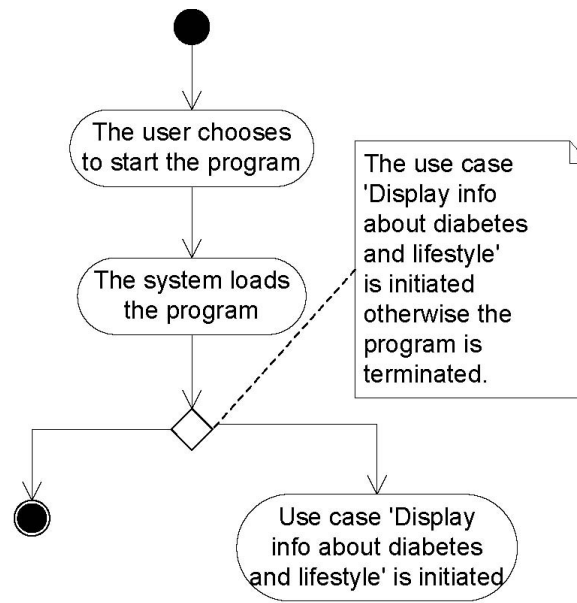 The user chooses
to start the program
The use case
'Display info
about diabetes
and lifestyle'
is initiated
otherwise the
program is
terminated.
The system loads
the program
Use case 'Display
info about diabetes
and lifestyle' is initiated